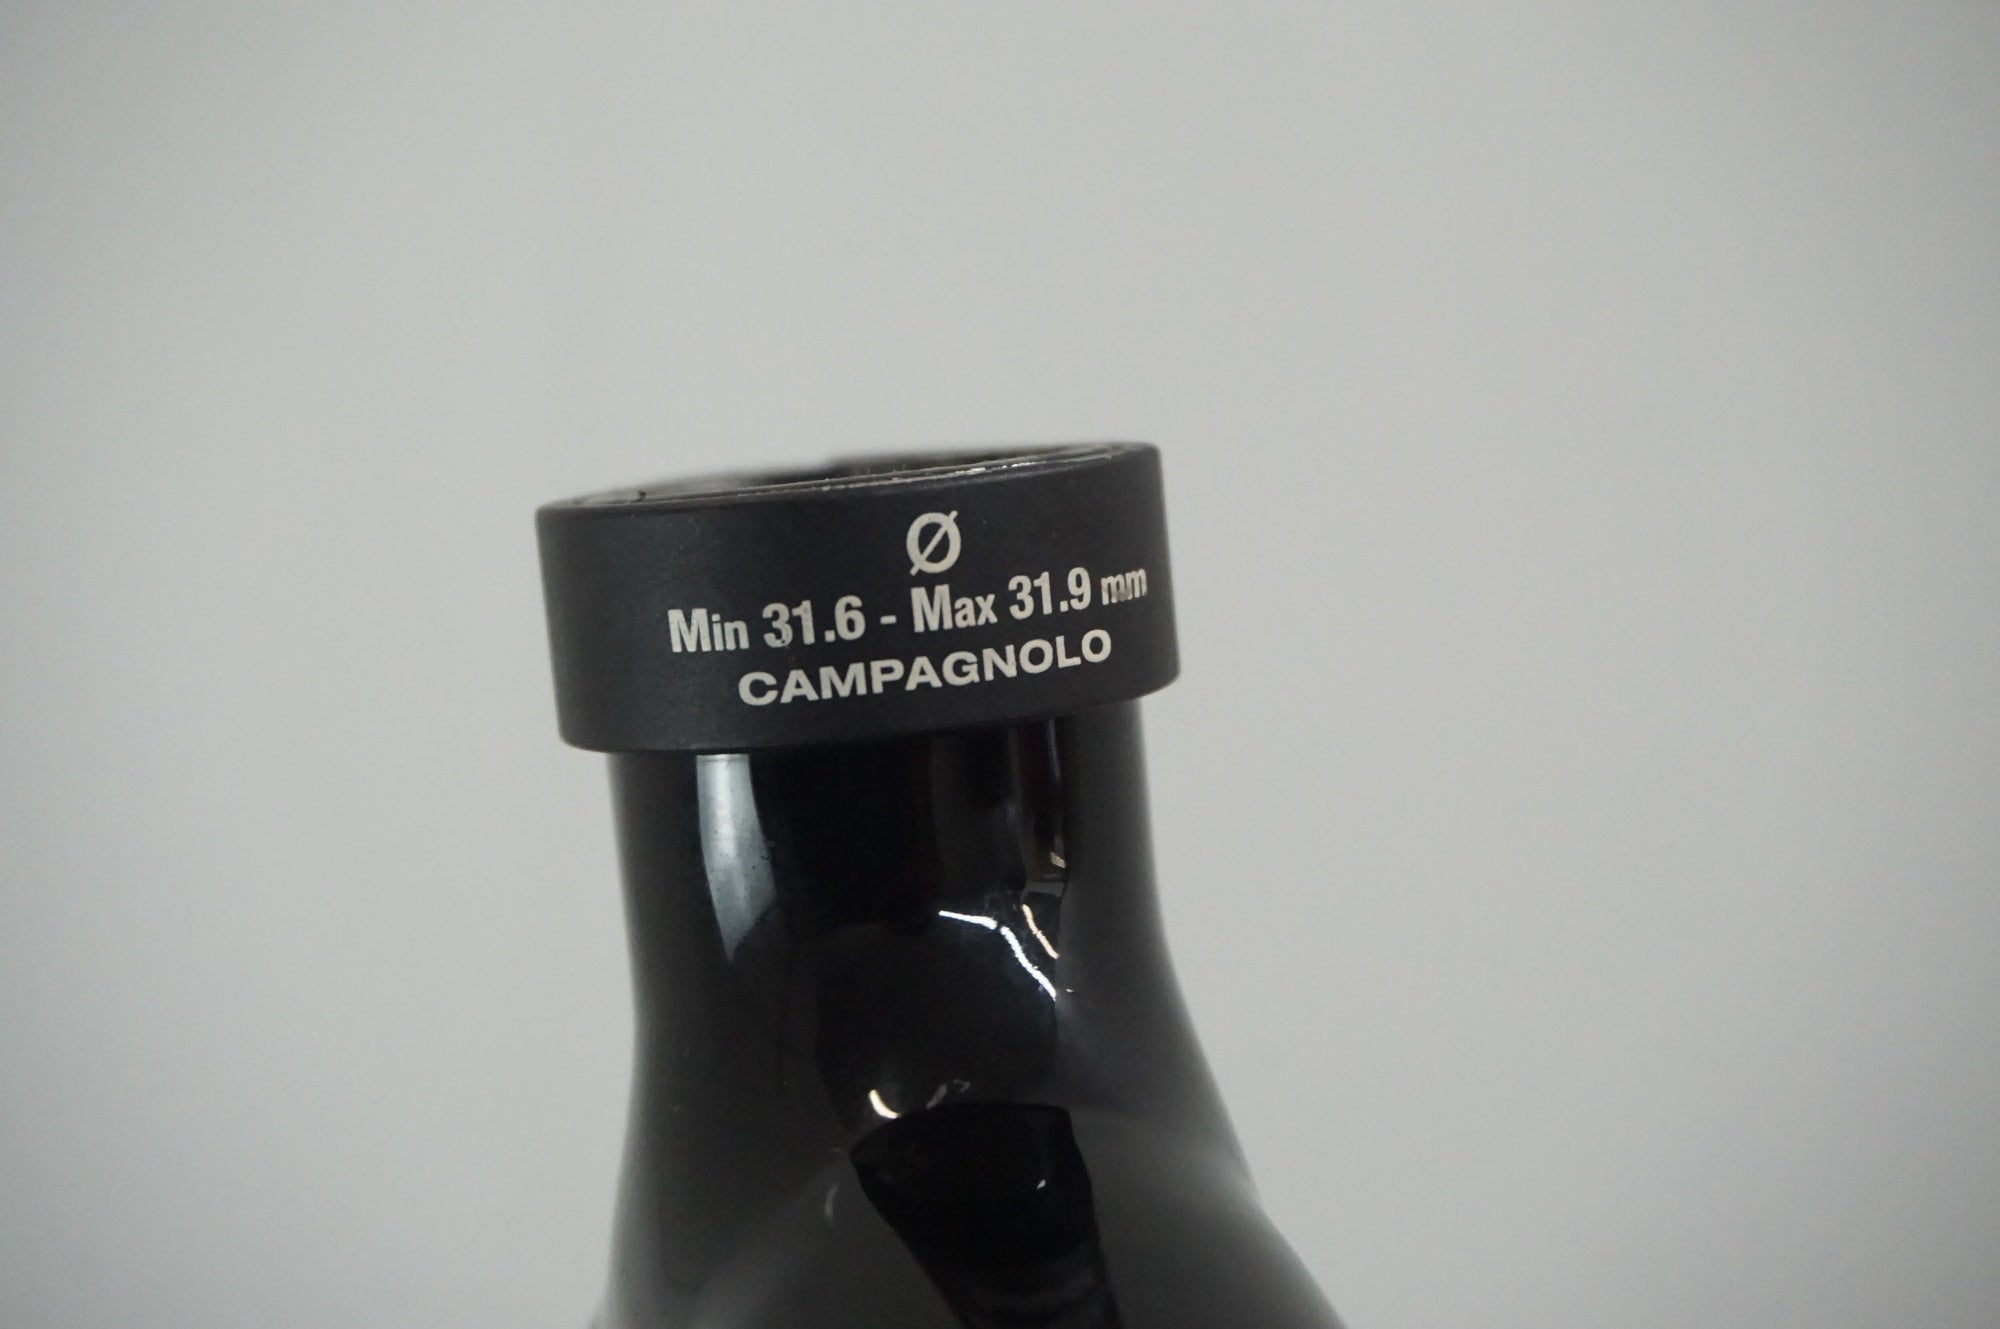 Ø
Min 31.6 - Max 31.9 mm
CAMPAGNOLO